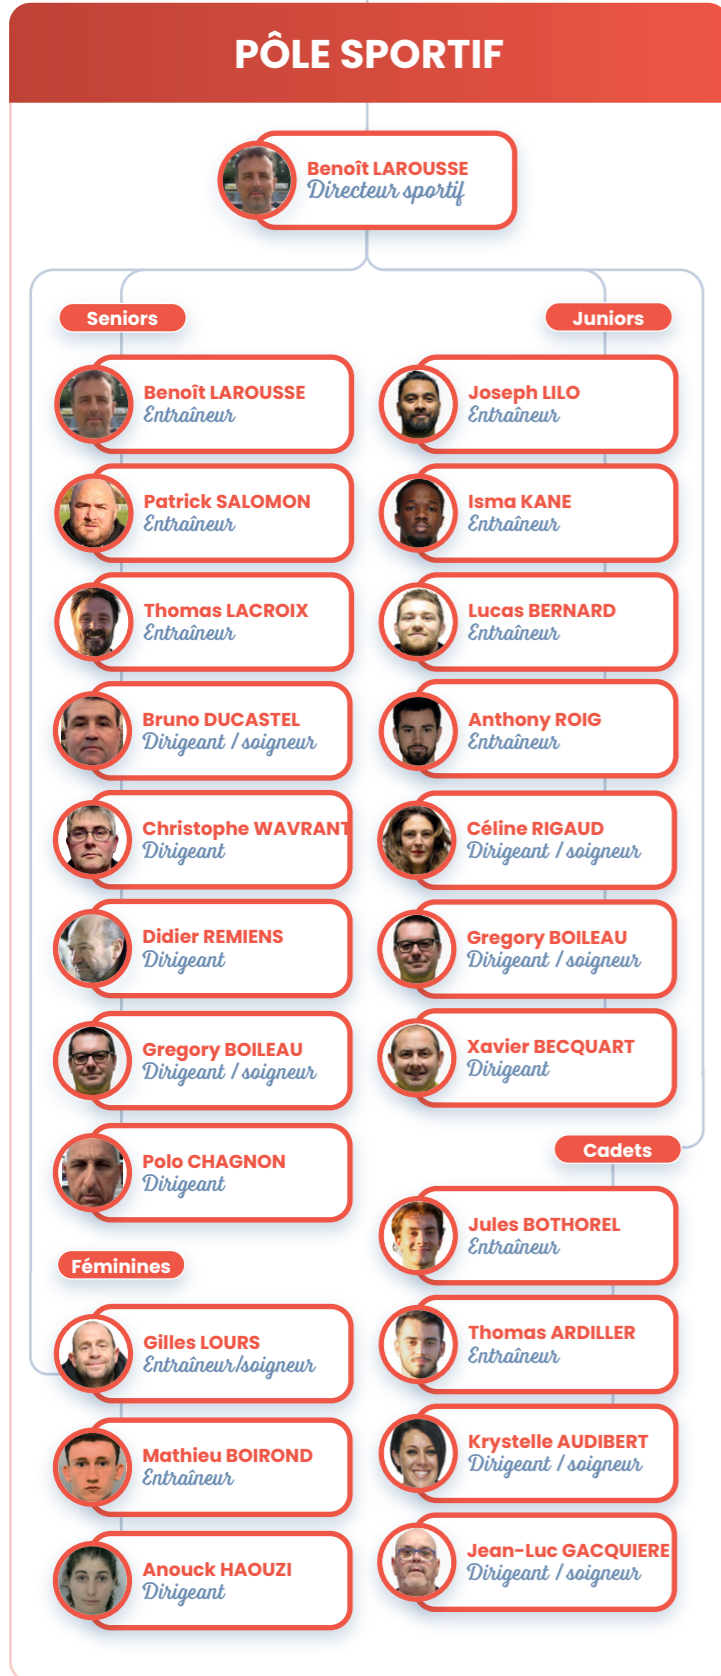 PÔLE SPORTIF
Benoît LAROUSSE
Directeur sportif
Seniors
Benoît LAROUSSE
Entraîneur
Patrick SALOMON
Entraîneur
Thomas LACROIX
Entraîneur
Bruno DUCASTEL
Dirigeant / soigneur
Christophe WAVRANT
Dirigeant
Didier REMIENS
Dirigeant
Gregory BOILEAU
Dirigeant / soigneur
Polo CHAGNON
Dirigeant
Féminines
Gilles LOURS
Entraîneur/soigneur
Mathieu BOIROND
Entraîneur
Anouck HAOUZI
Dirigeant
Juniors
Joseph LILO
Entraîneur
Isma KANE
Entraîneur
Lucas BERNARD
Entraîneur
Anthony ROIG
Entraîneur
Céline RIGAUD
Dirigeant / soigneur
Gregory BOILEAU
Dirigeant / soigneur
Xavier BECQUART
Dirigeant
Cadets
Jules BOTHOREL
Entraîneur
Thomas ARDILLER
Entraîneur
Krystelle AUDIBERT
Dirigeant / soigneur
Jean-Luc GACQUIERE
Dirigeant / soigneur